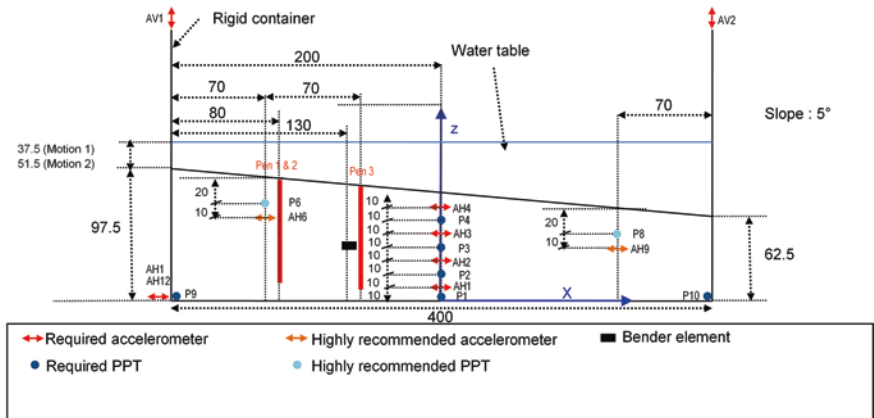 AV1
Rigid container
AV2
200
Water table
70
70
70
80
130
z
Slope : 5°
37.5 (Motion 1)
51.5 (Motion 2)
Pen 1 & 2
Pen 3
20
10
P6
AH6
97.5
10
10
10
10
10
10
10
10
AH4
P4
AH3
P3
AH2
P2
AH1
P1
20
10
P8
AH9
62.5
AH1
AH12
P9
X
P10
400
Required accelerometer
Highly recommended accelerometer
Bender element
Required PPT
Highly recommended PPT